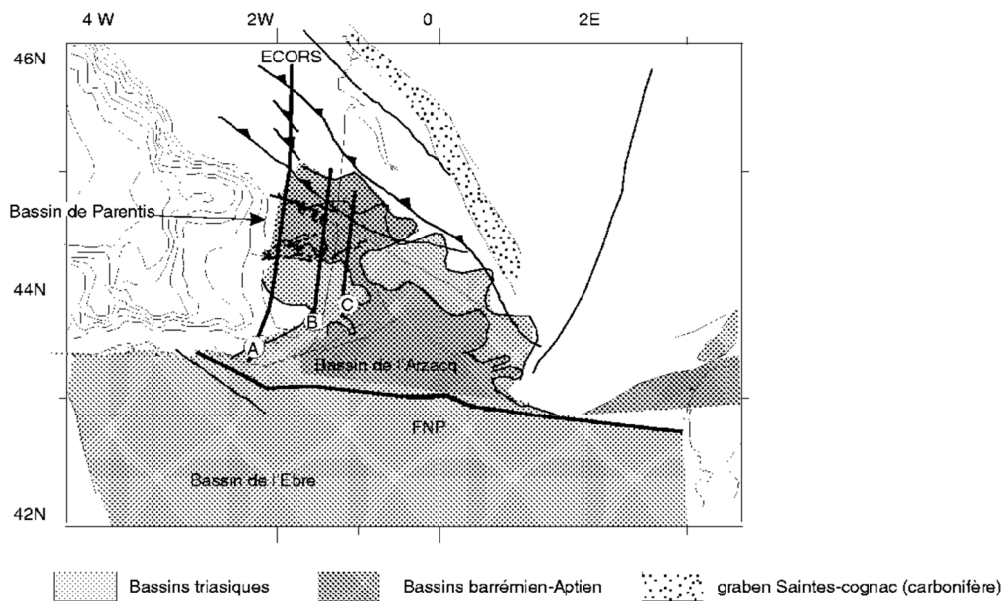 4 W 2W 0 2E
46N
ECORS
Bassin de Parentis
44N
C
B
A
Bassin de l'Arzacq
FNP
Bassin de l'Ebre
42N
Bassins triasiques Bassins barrémien-Aptien graben Saintes-cognac (carbonifère)